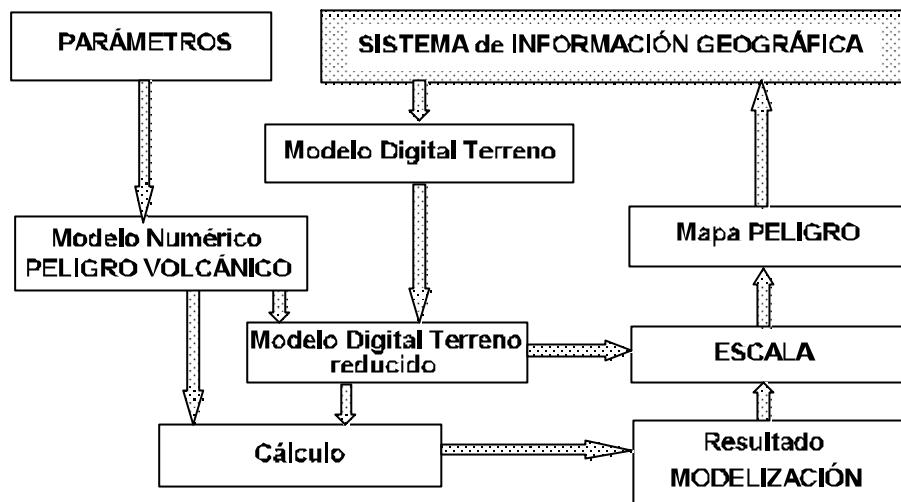 PARÁMETROS
SISTEMA de INFORMACIÓN GEOGRÁFICA
Modelo Digital Terreno
Modelo Numérico
PELIGRO VOLCÁNICO
Mapa PELIGRO
Modelo Digital Terreno
reducido
ESCALA
Cálculo
Resultado
MODELIZACIÓN